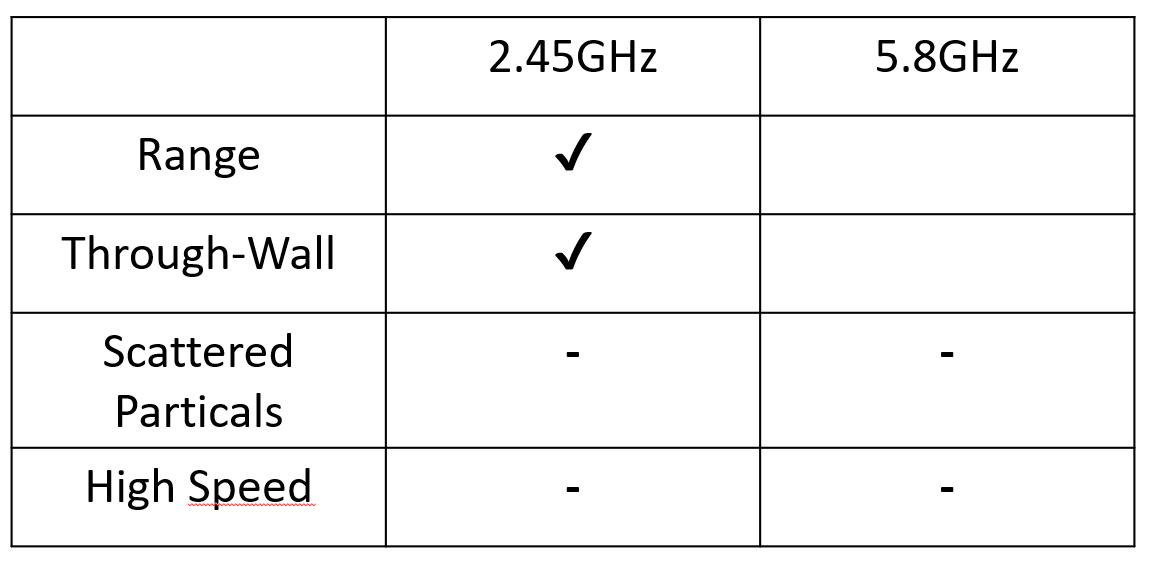 2.45GHz 5.8GHz
Range ✓
Through-Wall ✓
Scattered
Particals - -
High Speed - -